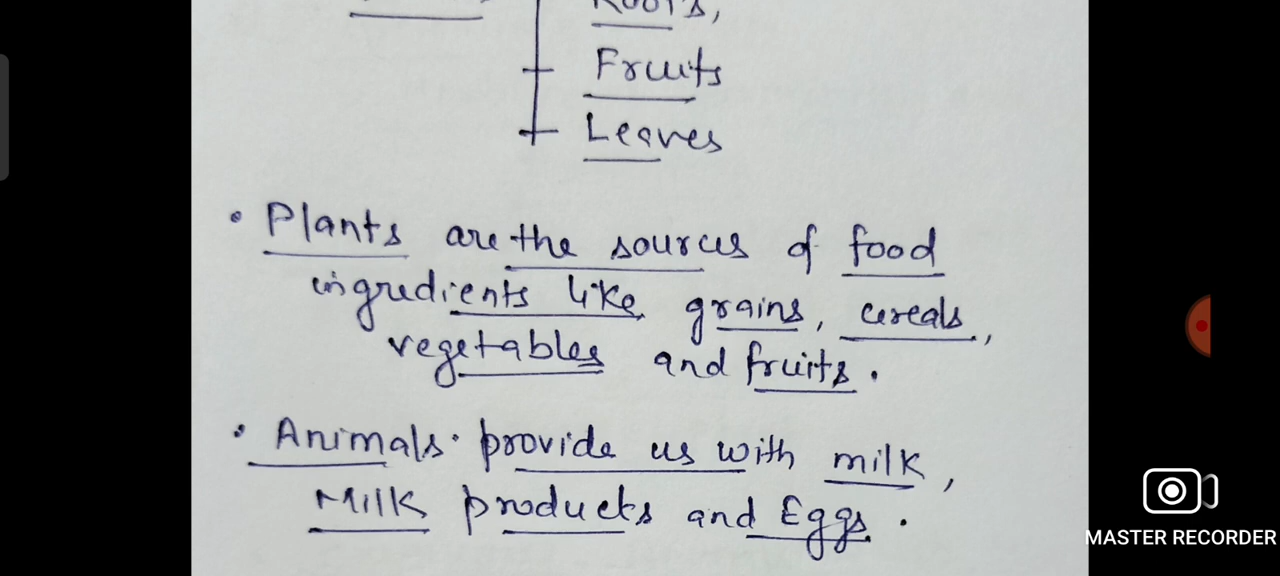 Roots,
Fruits
Leaves
• Plants are the sources of food
ingredients like grains, cereals,
vegetables and fruits.
• Animals. provide us with milk,
Milk products and Eggs.
MASTER RECORDER